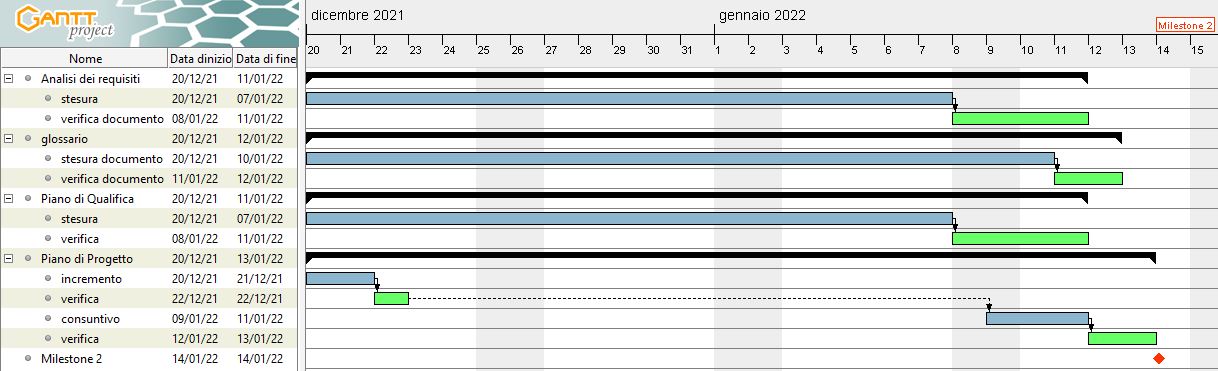 GANTT
project
dicembre 2021
gennaio 2022
Milestone 2
20 21 22 23 24 25 26 27 28 29 30 31 1 2 3 4 5 6 7 8 9 10 11 12 13 14 15
Nome Data dinizio Data di fine
Analisi dei requisiti 20/12/21 11/01/22
stesura 20/12/21 07/01/22
verifica documento 08/01/22 11/01/22
glossario 20/12/21 12/01/22
stesura documento 20/12/21 10/01/22
verifica documento 11/01/22 12/01/22
Piano di Qualifica 20/12/21 11/01/22
stesura 20/12/21 07/01/22
verifica 08/01/22 11/01/22
Piano di Progetto 20/12/21 13/01/22
incremento 20/12/21 21/12/21
verifica 22/12/21 22/12/21
consuntivo 09/01/22 11/01/22
verifica 12/01/22 13/01/22
Milestone 2 14/01/22 14/01/22